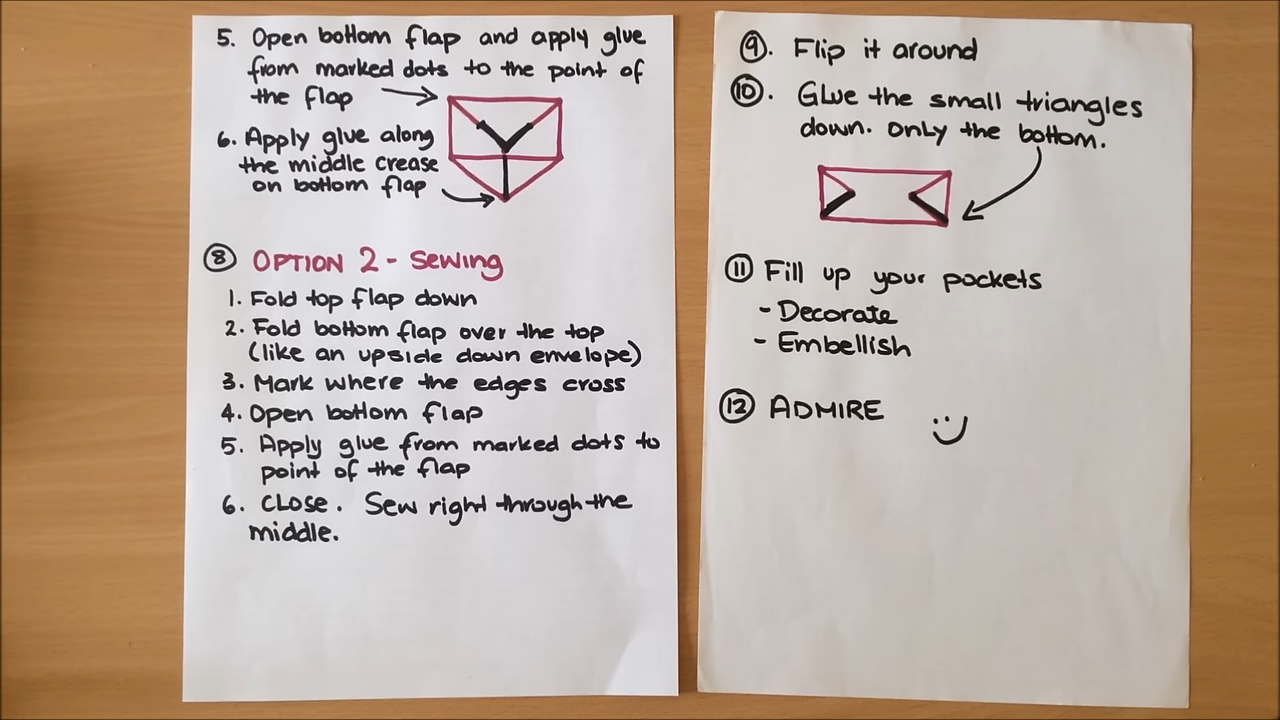 5. Open bottom flap and apply glue
from marked dots to the point of
the flap
6. Apply glue along
the middle crease
on bottom flap
8 OPTION 2 - Sewing
1. Fold top flap down
2. Fold bottom flap over the top
(like an upside down envelope)
3. Mark where the edges cross
4. Open bottom flap
5. Apply glue from marked dots to
point of the flap
6. CLOSE. Sew right through the
middle.
9. Flip it around
10. Glue the small triangles
down. Only the bottom.
11 Fill up your pockets
- Decorate
- Embellish
12 ADMIRE